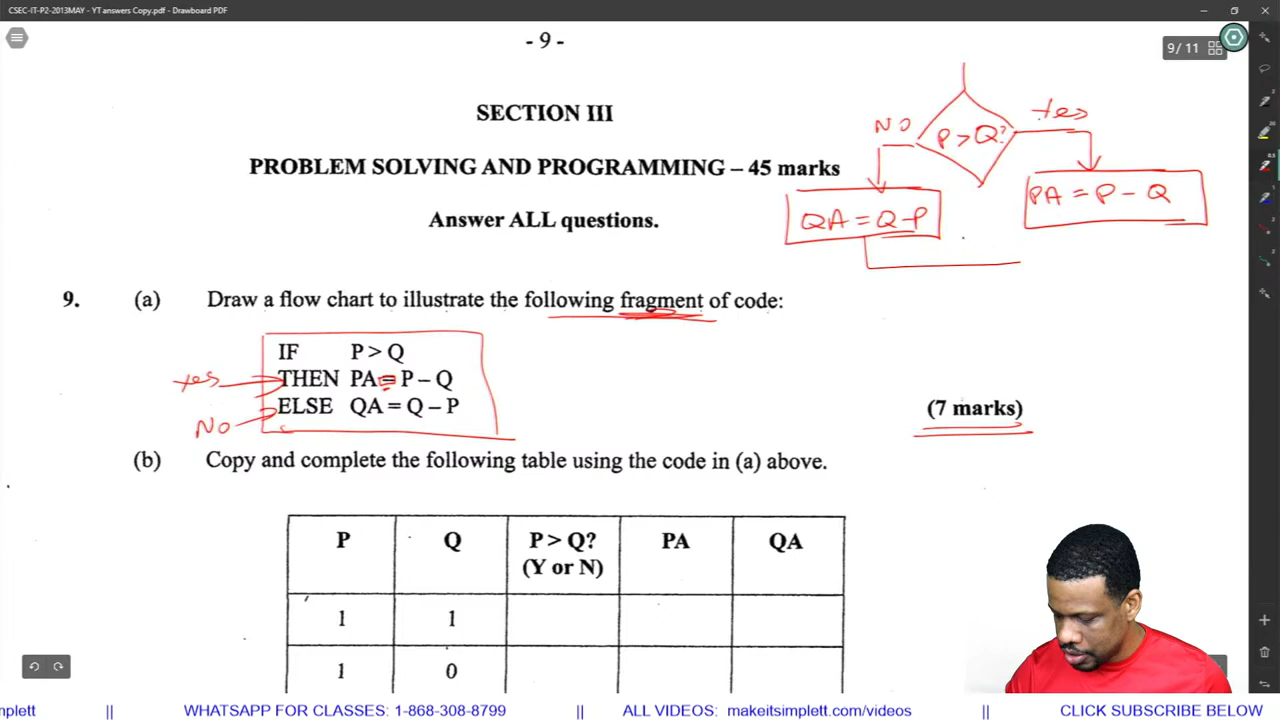 CSEC-IT-P2-2013MAY - YT answers Copy.pdf - Drawboard PDF
- 9 -
9 / 11
SECTION III
PROBLEM SOLVING AND PROGRAMMING – 45 marks
Answer ALL questions.
NO
P > Q?
Yes
QA = Q - P
PA = P - Q
9. (a) Draw a flow chart to illustrate the following fragment of code:
IF P > Q
Yes THEN PA = P – Q
NO ELSE QA = Q – P
(7 marks)
(b) Copy and complete the following table using the code in (a) above.
P Q P > Q? (Y or N) PA QA
1 1
1 0
mplett || WHATSAPP FOR CLASSES: 1-868-308-8799 || ALL VIDEOS: makeitsimplett.com/videos || CLICK SUBSCRIBE BELOW